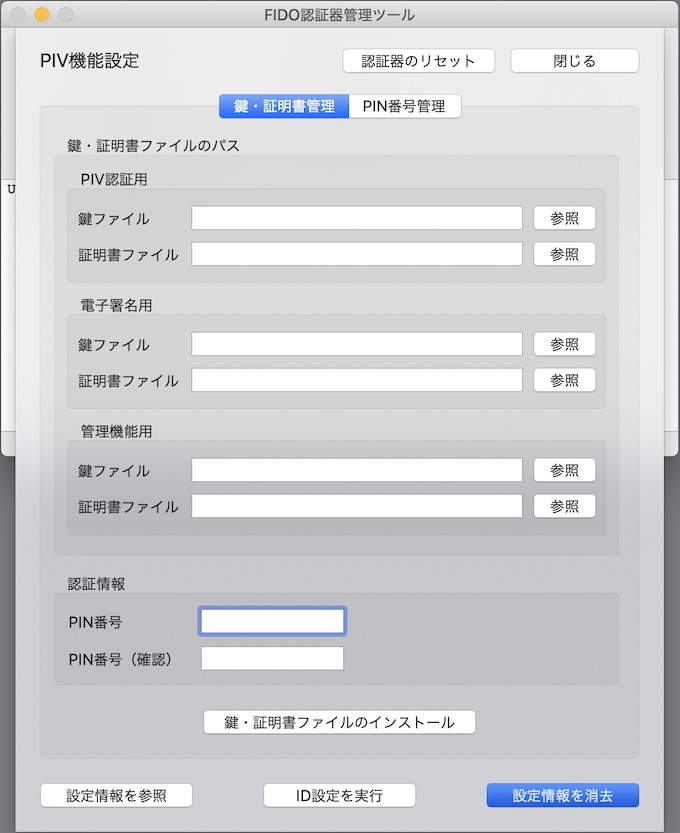 FIDO認証器管理ツール
PIV機能設定
認証器のリセット
閉じる
鍵・証明書管理
PIN番号管理
鍵・証明書ファイルのパス
U
PIV認証用
鍵ファイル
参照
証明書ファイル
参照
電子署名用
鍵ファイル
参照
証明書ファイル
参照
管理機能用
鍵ファイル
参照
証明書ファイル
参照
認証情報
PIN番号
PIN番号（確認）
鍵・証明書ファイルのインストール
設定情報を参照
ID設定を実行
設定情報を消去